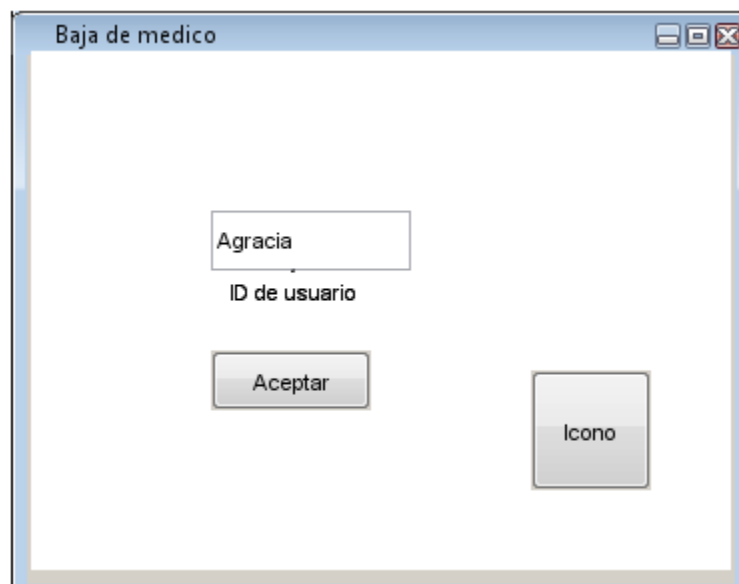 Baja de medico
Agracia
ID de usuario
Aceptar
Icono